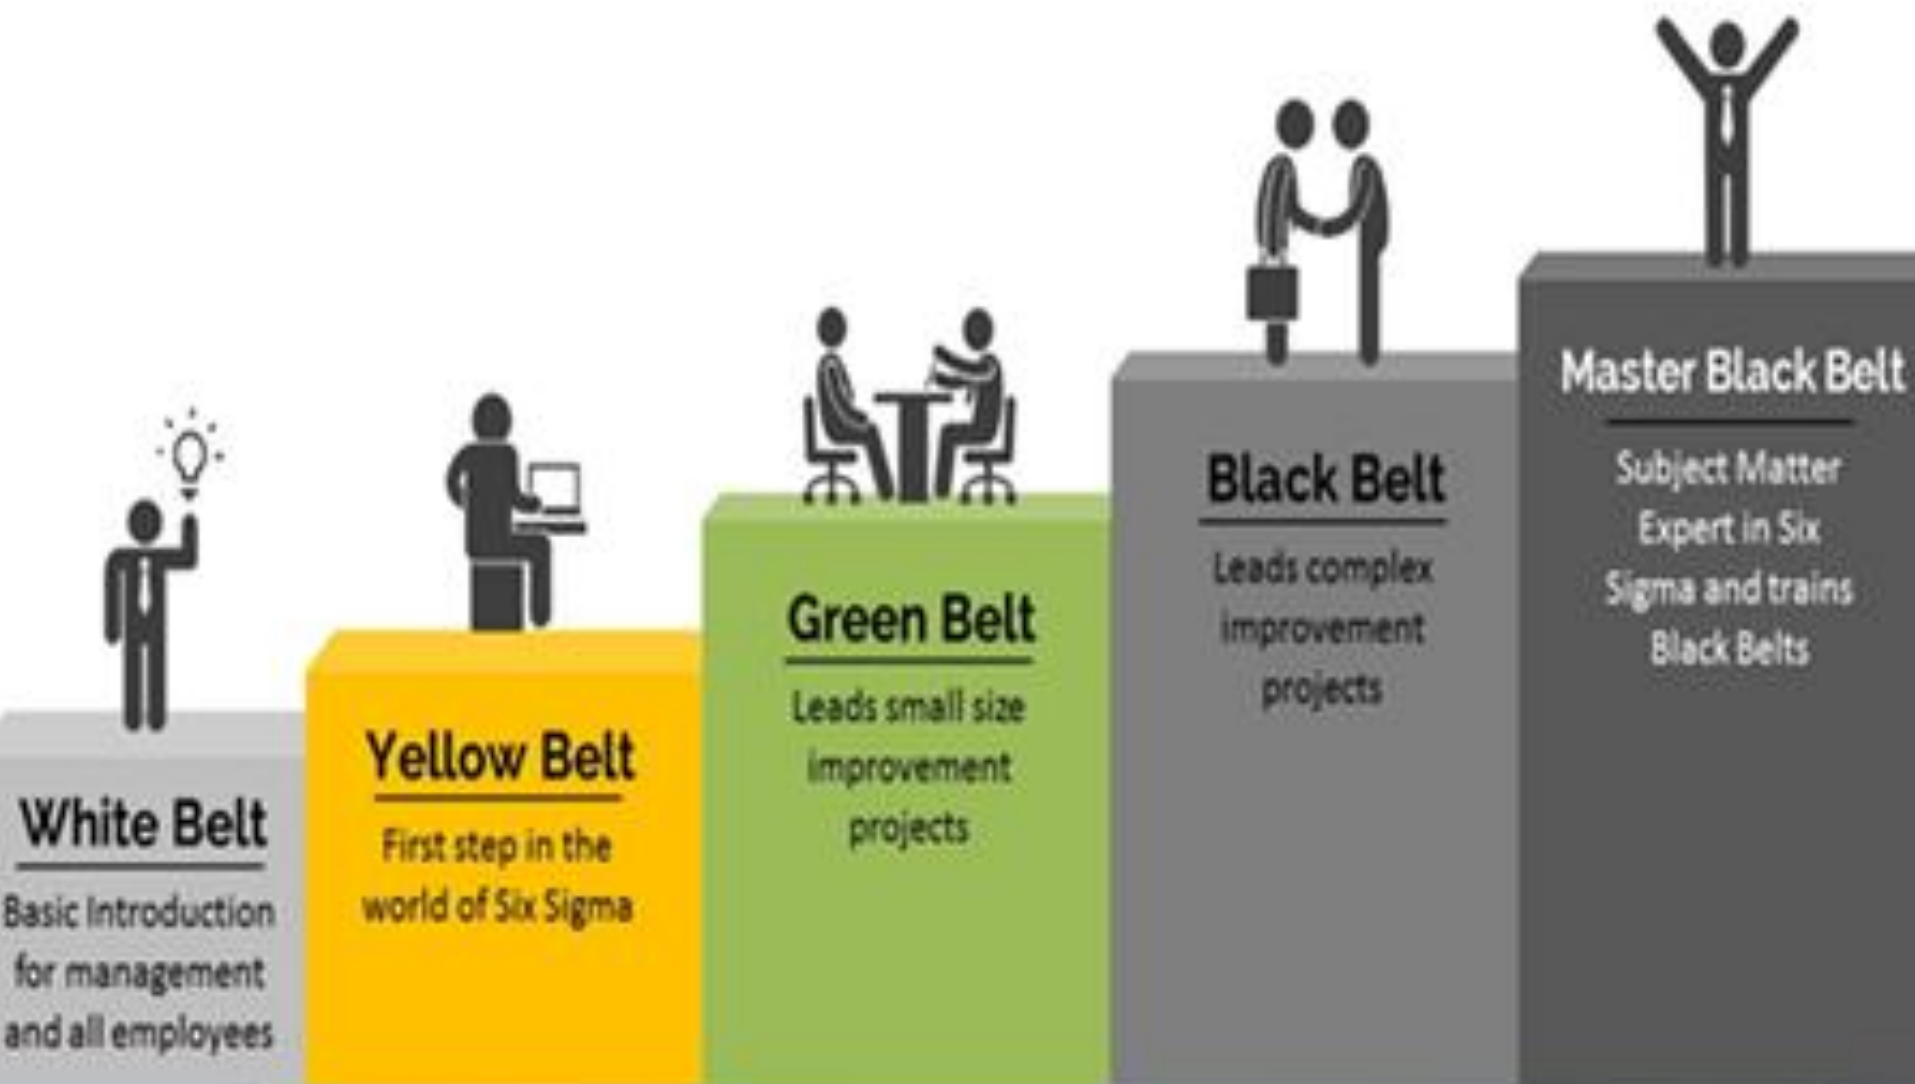 White Belt
Basic Introduction
for management
and all employees
Yellow Belt
First step in the
world of Six Sigma
Green Belt
Leads small size
improvement
projects
Black Belt
Leads complex
improvement
projects
Master Black Belt
Subject Matter
Expert in Six
Sigma and trains
Black Belts